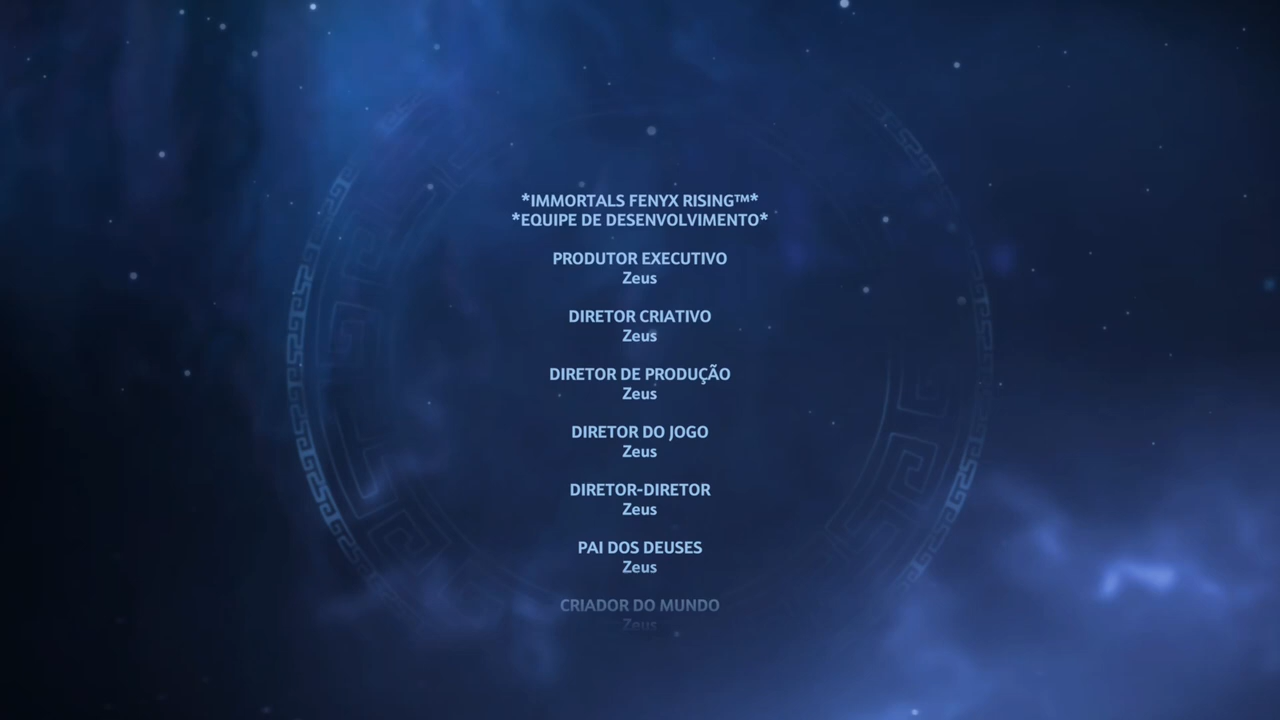 *IMMORTALS FENYX RISING™*
*EQUIPE DE DESENVOLVIMENTO*
PRODUTOR EXECUTIVO
Zeus
DIRETOR CRIATIVO
Zeus
DIRETOR DE PRODUÇÃO
Zeus
DIRETOR DO JOGO
Zeus
DIRETOR-DIRETOR
Zeus
PAI DOS DEUSES
Zeus
CRIADOR DO MUNDO
Zeus